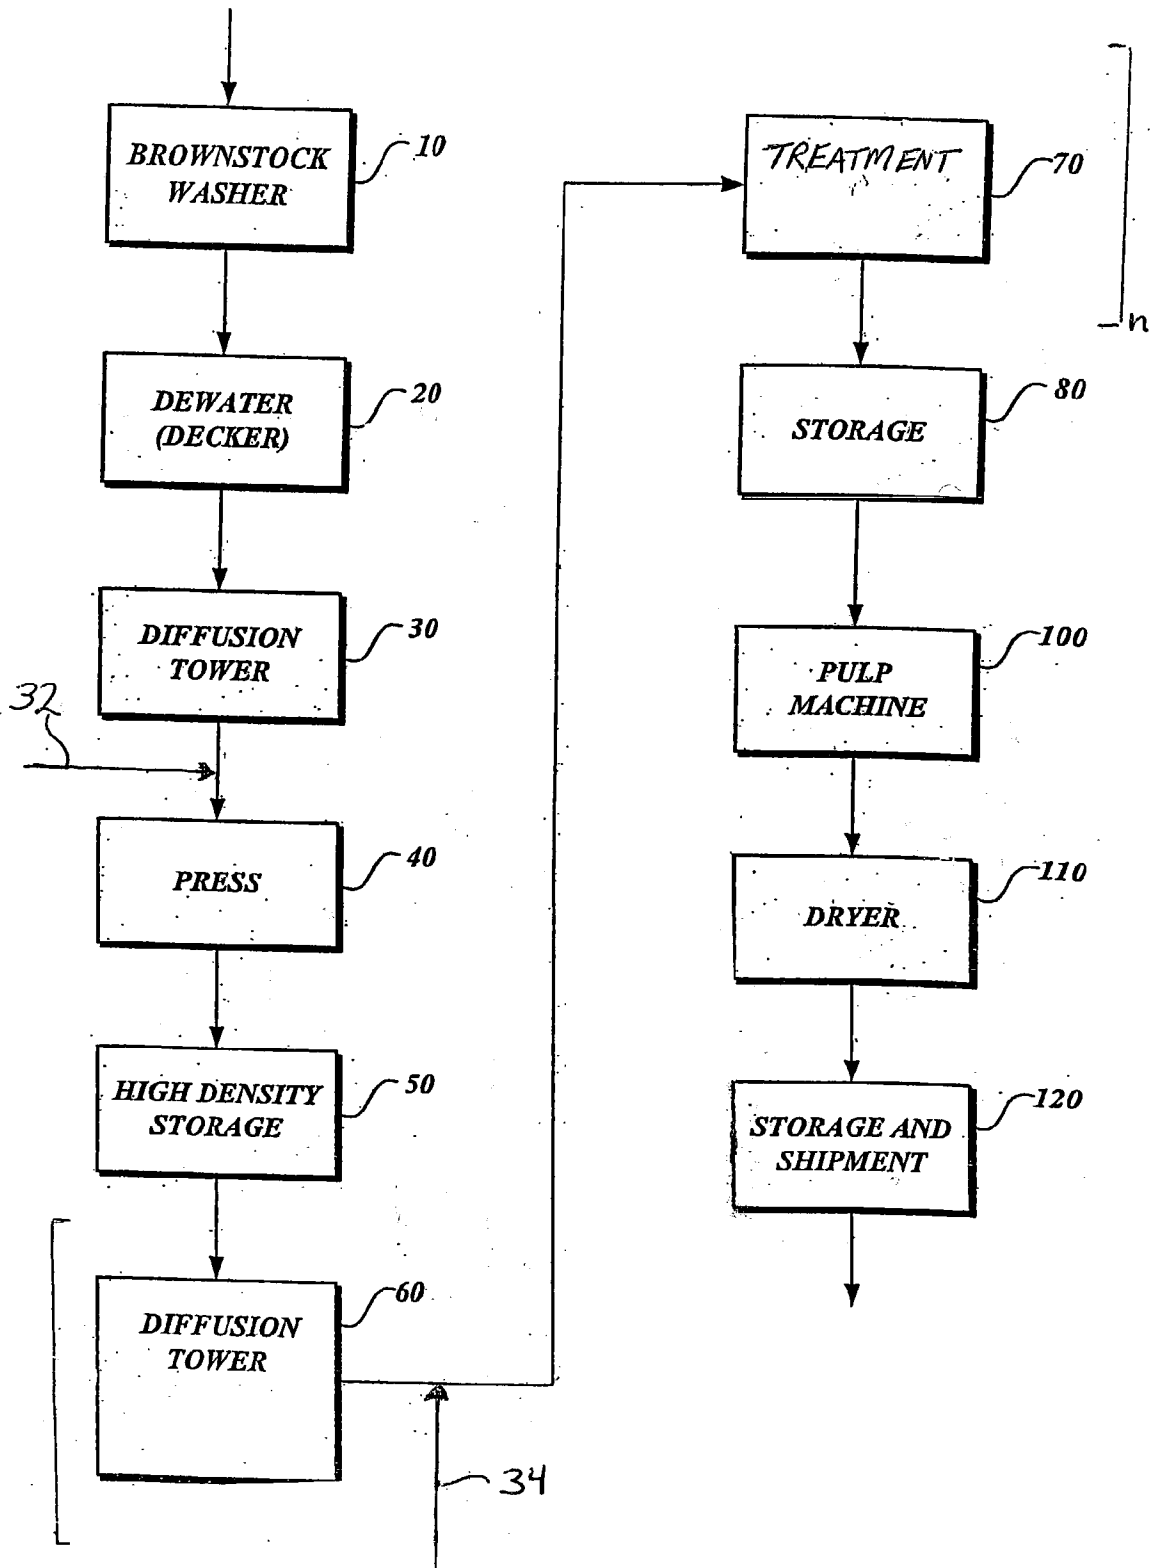 BROWNSTOCK
WASHER
10
DEWATER
(DECKER)
20
DIFFUSION
TOWER
30
32
PRESS
40
HIGH DENSITY
STORAGE
50
DIFFUSION
TOWER
60
34
TREATMENT
70
n
STORAGE
80
PULP
MACHINE
100
DRYER
110
STORAGE AND
SHIPMENT
120